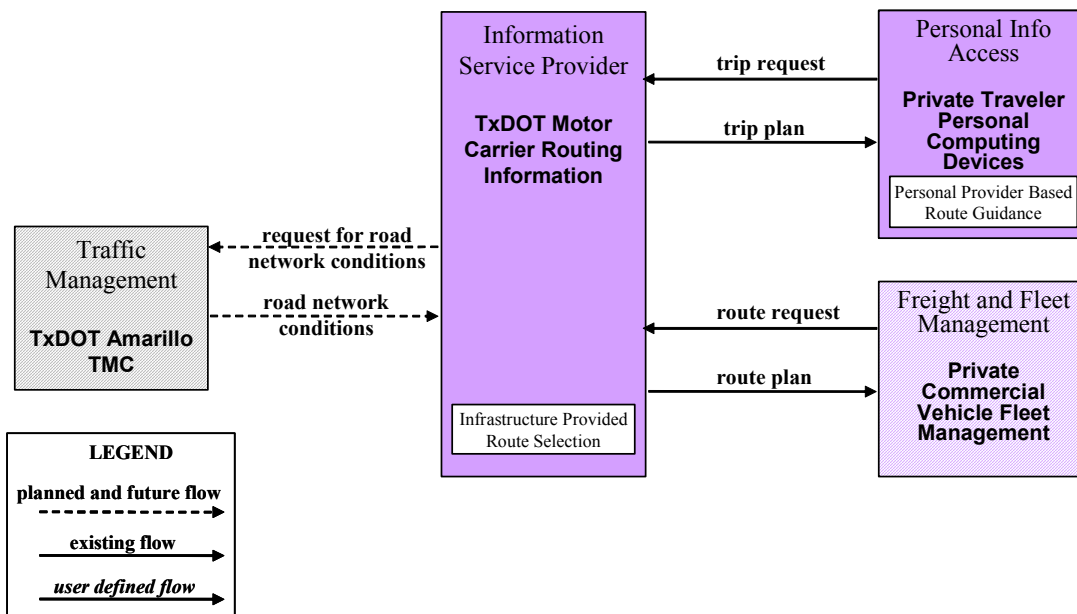 Information
Service Provider
TxDOT Motor
Carrier Routing
Information
Infrastructure Provided
Route Selection
trip request
trip plan
Personal Info
Access
Private Traveler
Personal
Computing
Devices
Personal Provider Based
Route Guidance
request for road
network conditions
road network
conditions
Traffic
Management
TxDOT Amarillo
TMC
route request
route plan
Freight and Fleet
Management
Private
Commercial
Vehicle Fleet
Management
LEGEND
planned and future flow
existing flow
user defined flow